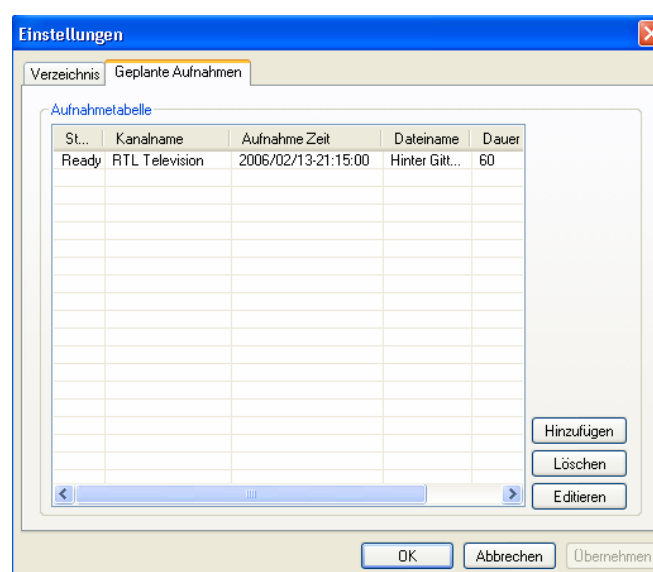 Einstellungen
Verzeichnis Geplante Aufnahmen
Aufnahmetabelle
St... Kanalname Aufnahme Zeit Dateiname Dauer
Ready RTL Television 2006/02/13-21:15:00 Hinter Gitt... 60
Hinzufügen
Löschen
Editieren
OK Abbrechen Übernehmen